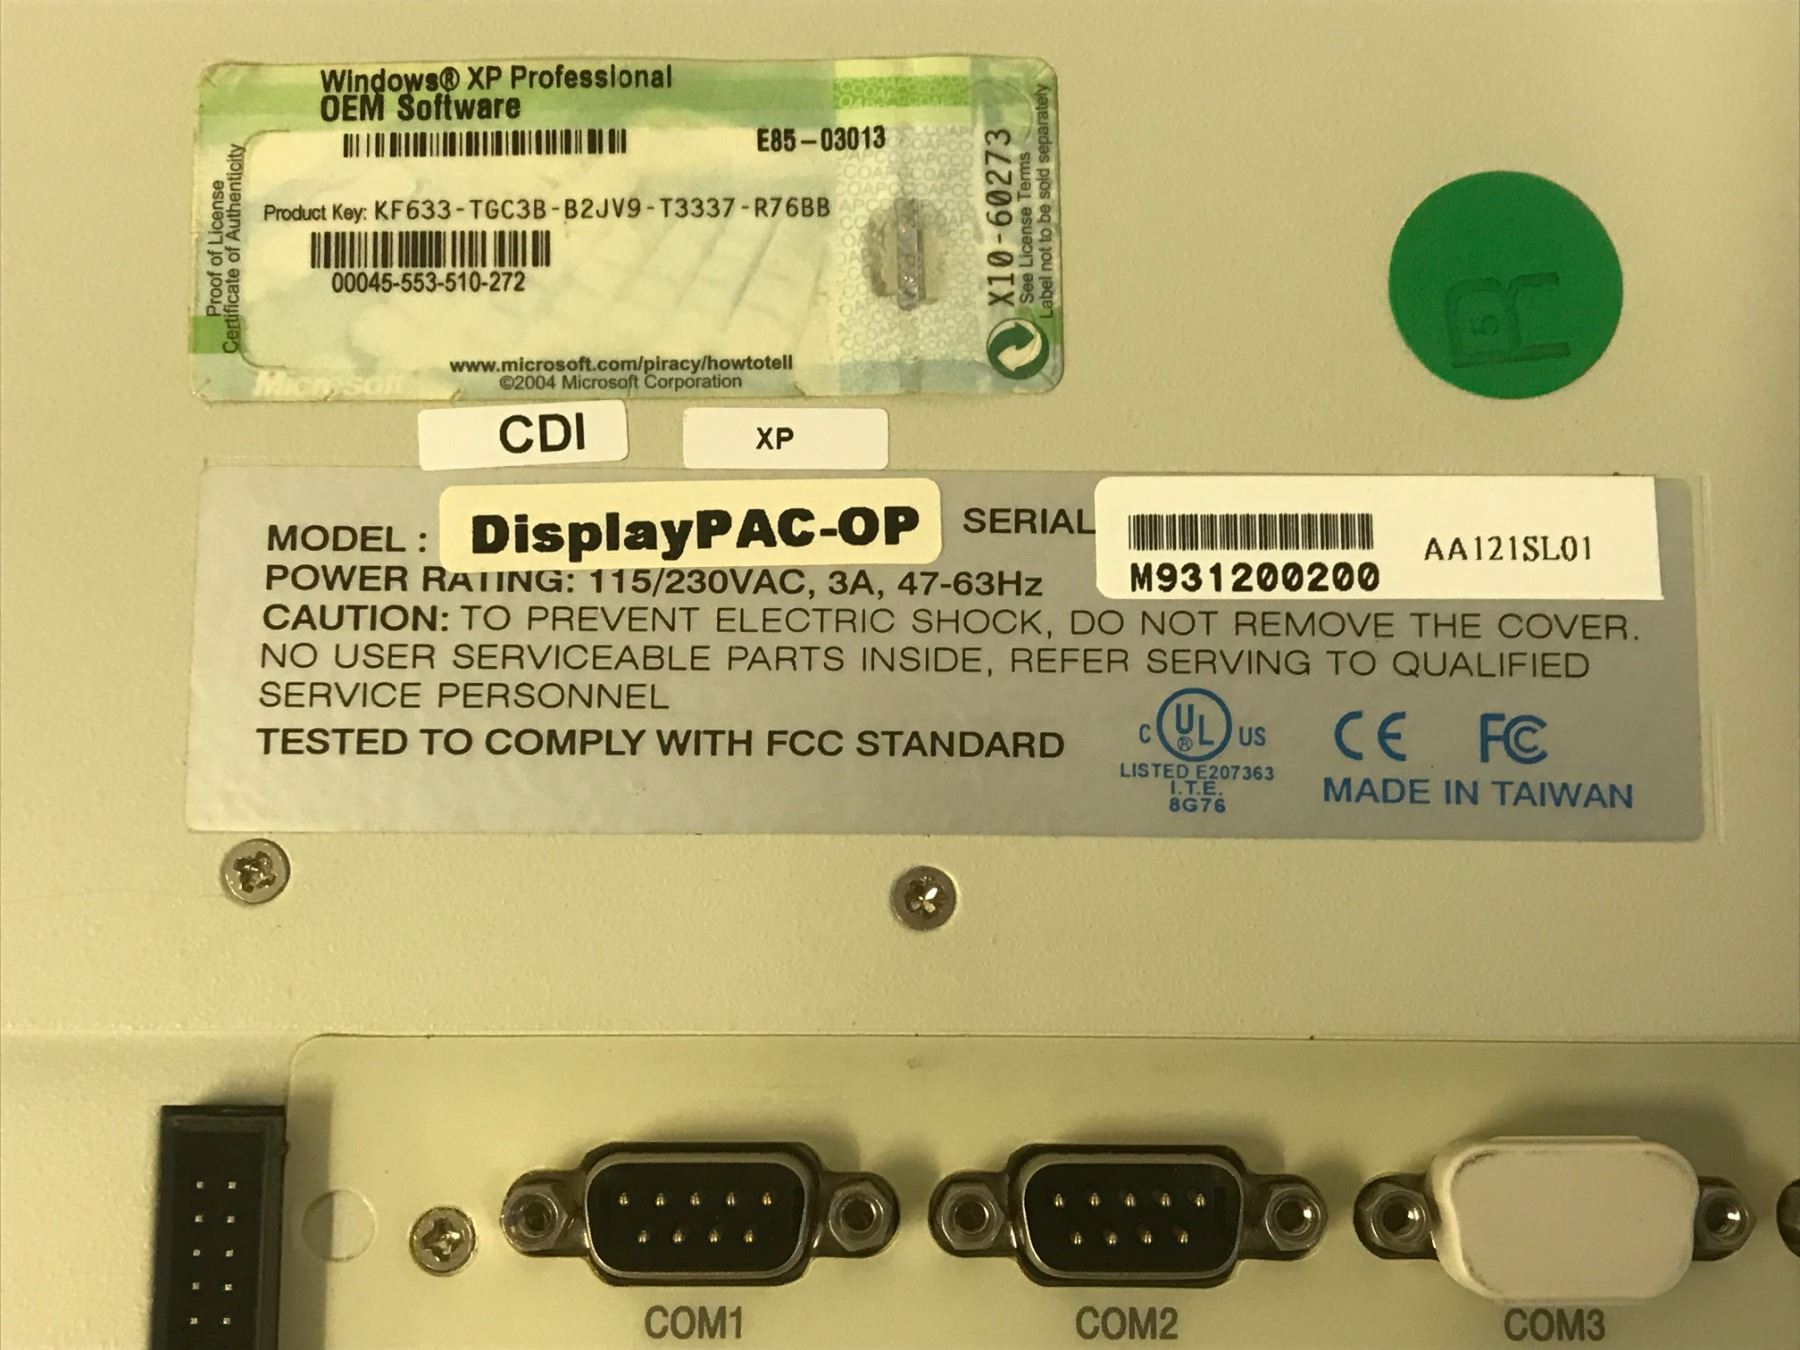 Windows® XP Professional
OEM Software
E85-03013
Proof of License
Certificate of Authenticity
Product Key: KF633-TGC3B-B2JV9-T3337-R76BB
00045-553-510-272
www.microsoft.com/piracy/howtotell
©2004 Microsoft Corporation
Microsoft
X10-60273
See License Terms
Label not to be sold separately
R
5
CDI
XP
MODEL : DisplayPAC-OP SERIAL
M931200200 AA121SL01
POWER RATING: 115/230VAC, 3A, 47-63Hz
CAUTION: TO PREVENT ELECTRIC SHOCK, DO NOT REMOVE THE COVER.
NO USER SERVICEABLE PARTS INSIDE, REFER SERVING TO QUALIFIED
SERVICE PERSONNEL
TESTED TO COMPLY WITH FCC STANDARD
C UL ® US
LISTED E207363
I.T.E.
8G76
CE FC
MADE IN TAIWAN
COM1 COM2 COM3